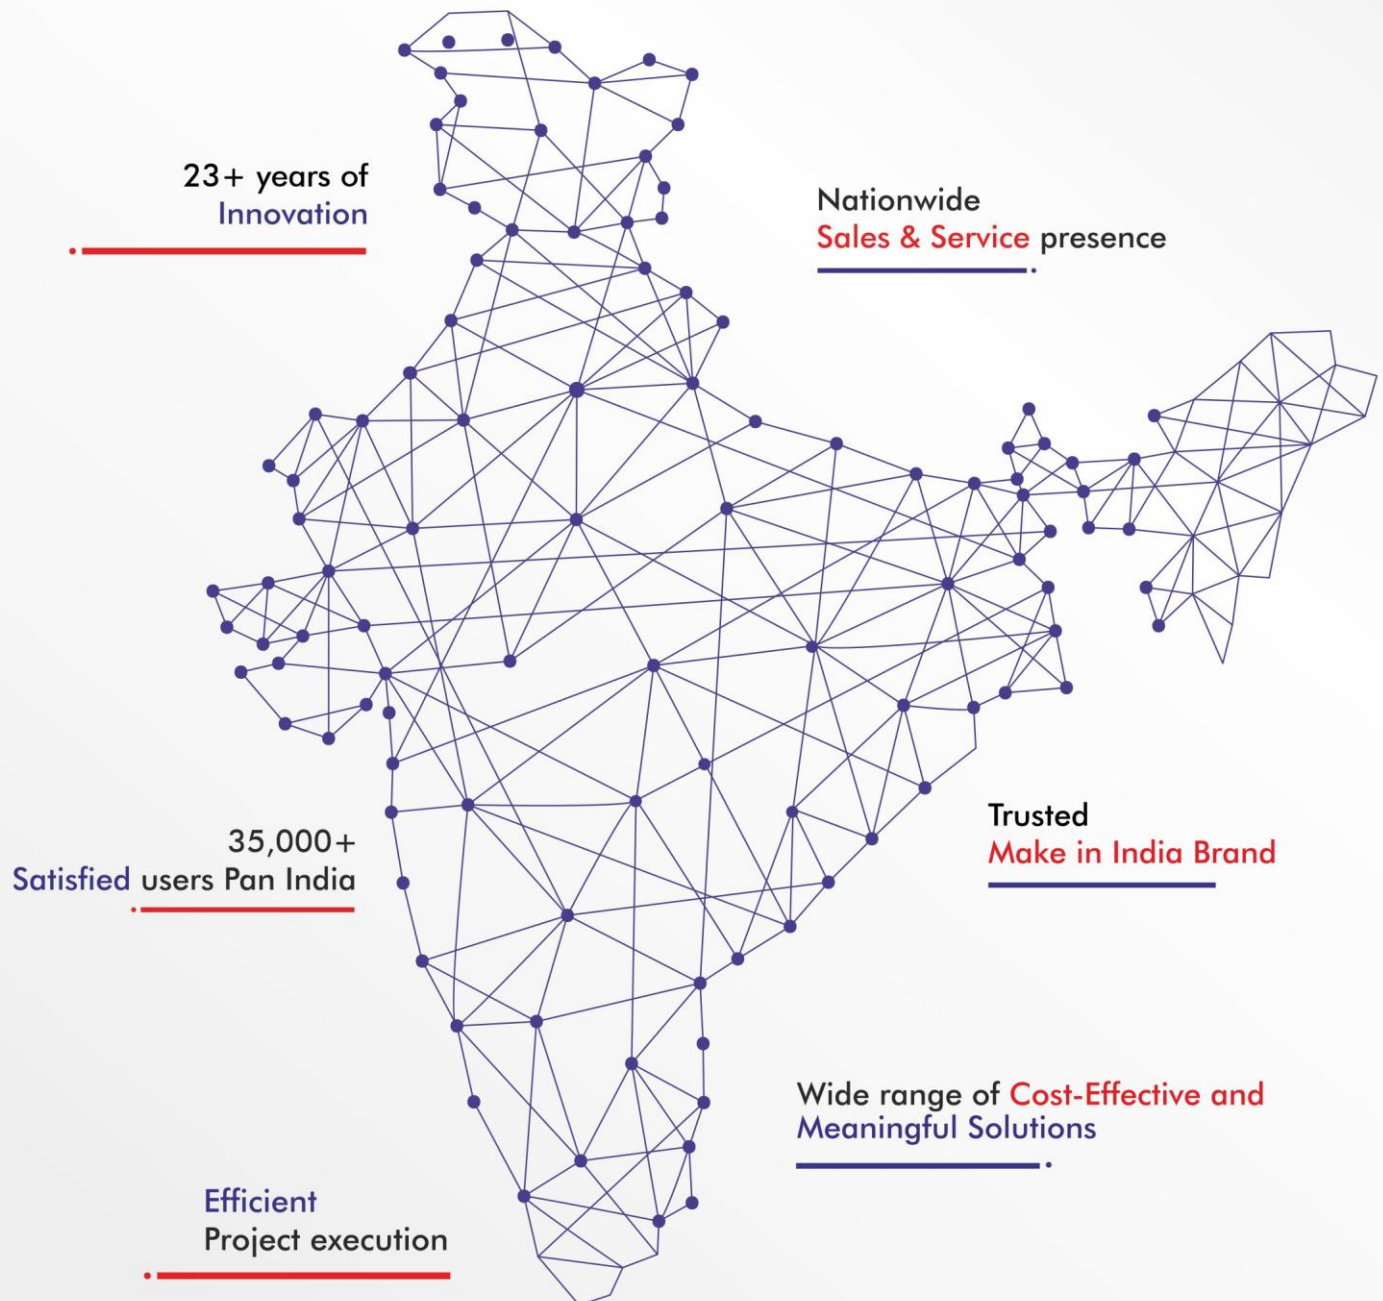 23+ years of
Innovation
Nationwide
Sales & Service presence
35,000+
Satisfied users Pan India
Trusted
Make in India Brand
Wide range of Cost-Effective and
Meaningful Solutions
Efficient
Project execution